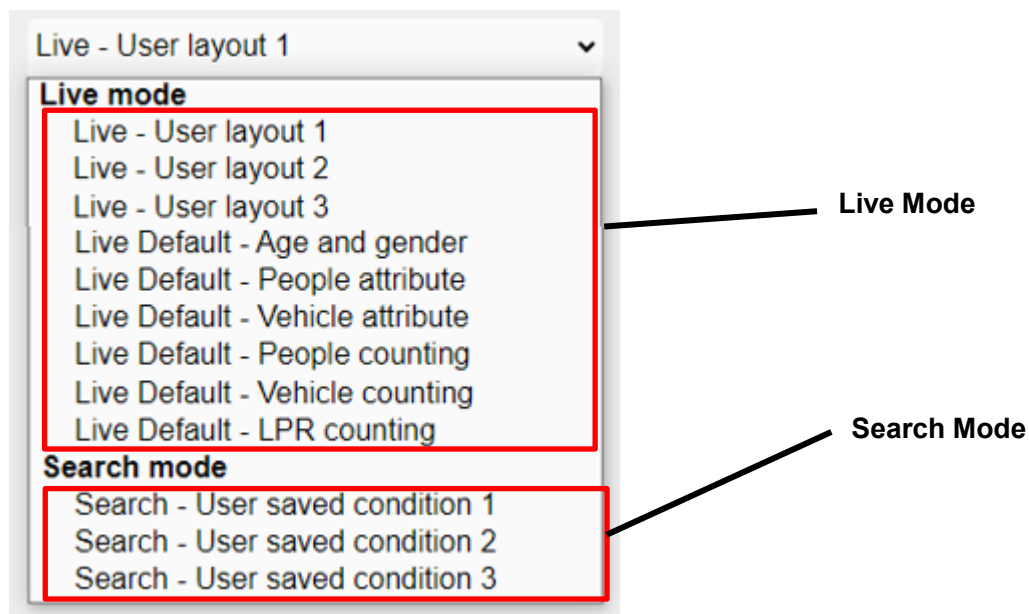 Live - User layout 1
Live mode
Live - User layout 1
Live - User layout 2
Live - User layout 3
Live Default - Age and gender
Live Default - People attribute
Live Default - Vehicle attribute
Live Default - People counting
Live Default - Vehicle counting
Live Default - LPR counting
Search mode
Search - User saved condition 1
Search - User saved condition 2
Search - User saved condition 3
Live Mode
Search Mode